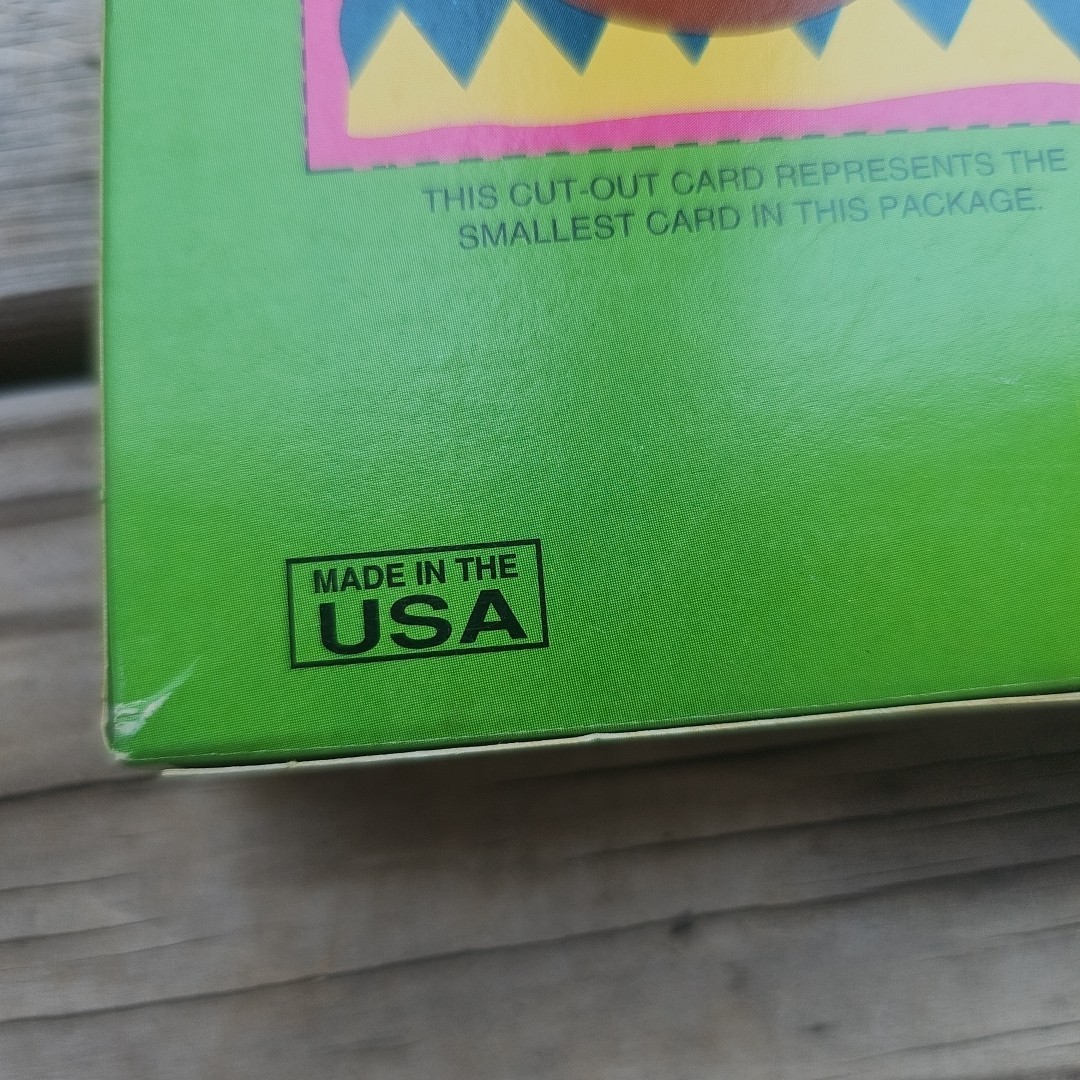 THIS CUT-OUT CARD REPRESENTS THE
SMALLEST CARD IN THIS PACKAGE.
MADE IN THE
USA